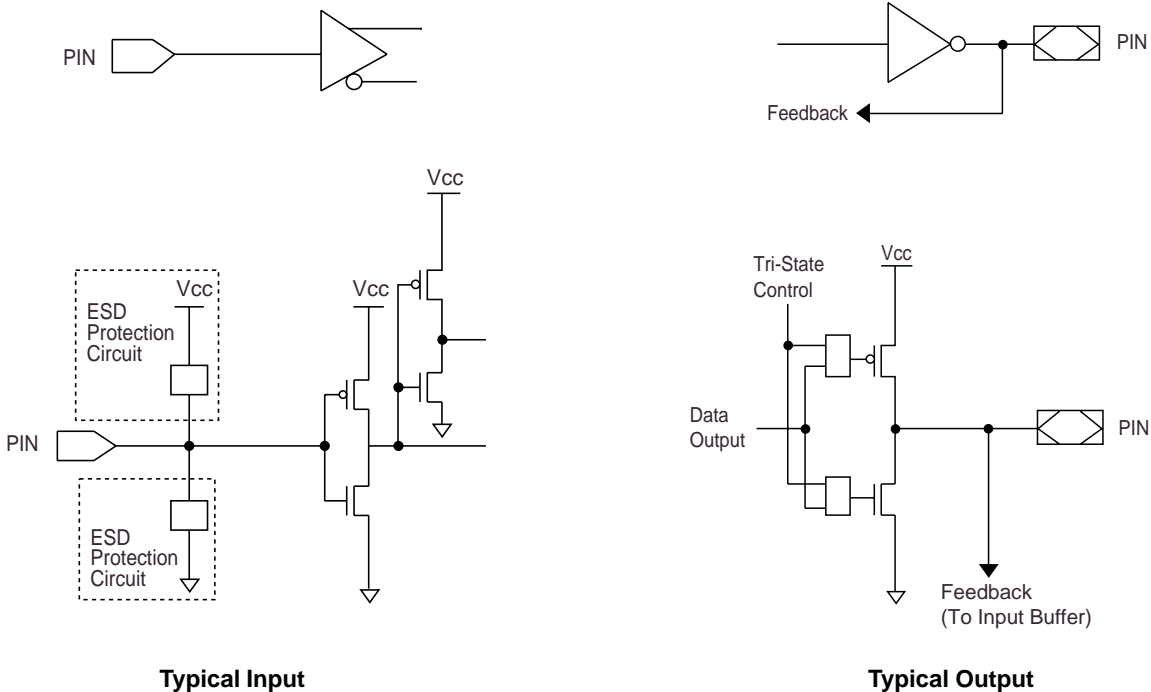 PIN
PIN
Feedback
Vcc
Vcc
ESD
Protection
Circuit
Vcc
PIN
ESD
Protection
Circuit
Tri-State
Control
Vcc
Data
Output
PIN
Feedback
(To Input Buffer)
Typical Input
Typical Output